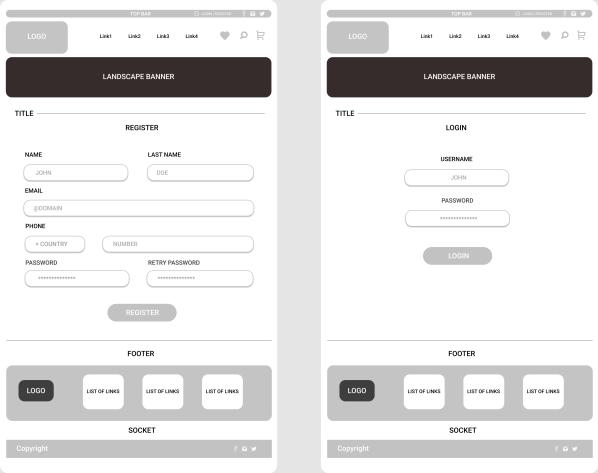 TOP BAR LOGIN / REGISTER
LOGO Link1 Link2 Link3 Link4
LANDSCAPE BANNER
TITLE
REGISTER
NAME LAST NAME
JOHN DOE
EMAIL
@DOMAIN
PHONE
+ COUNTRY NUMBER
PASSWORD RETRY PASSWORD
************** **************
REGISTER
FOOTER
LOGO LIST OF LINKS LIST OF LINKS LIST OF LINKS
SOCKET
Copyright
TOP BAR LOGIN / REGISTER
LOGO Link1 Link2 Link3 Link4
LANDSCAPE BANNER
TITLE
LOGIN
USERNAME
JOHN
PASSWORD
**************
LOGIN
FOOTER
LOGO LIST OF LINKS LIST OF LINKS LIST OF LINKS
SOCKET
Copyright